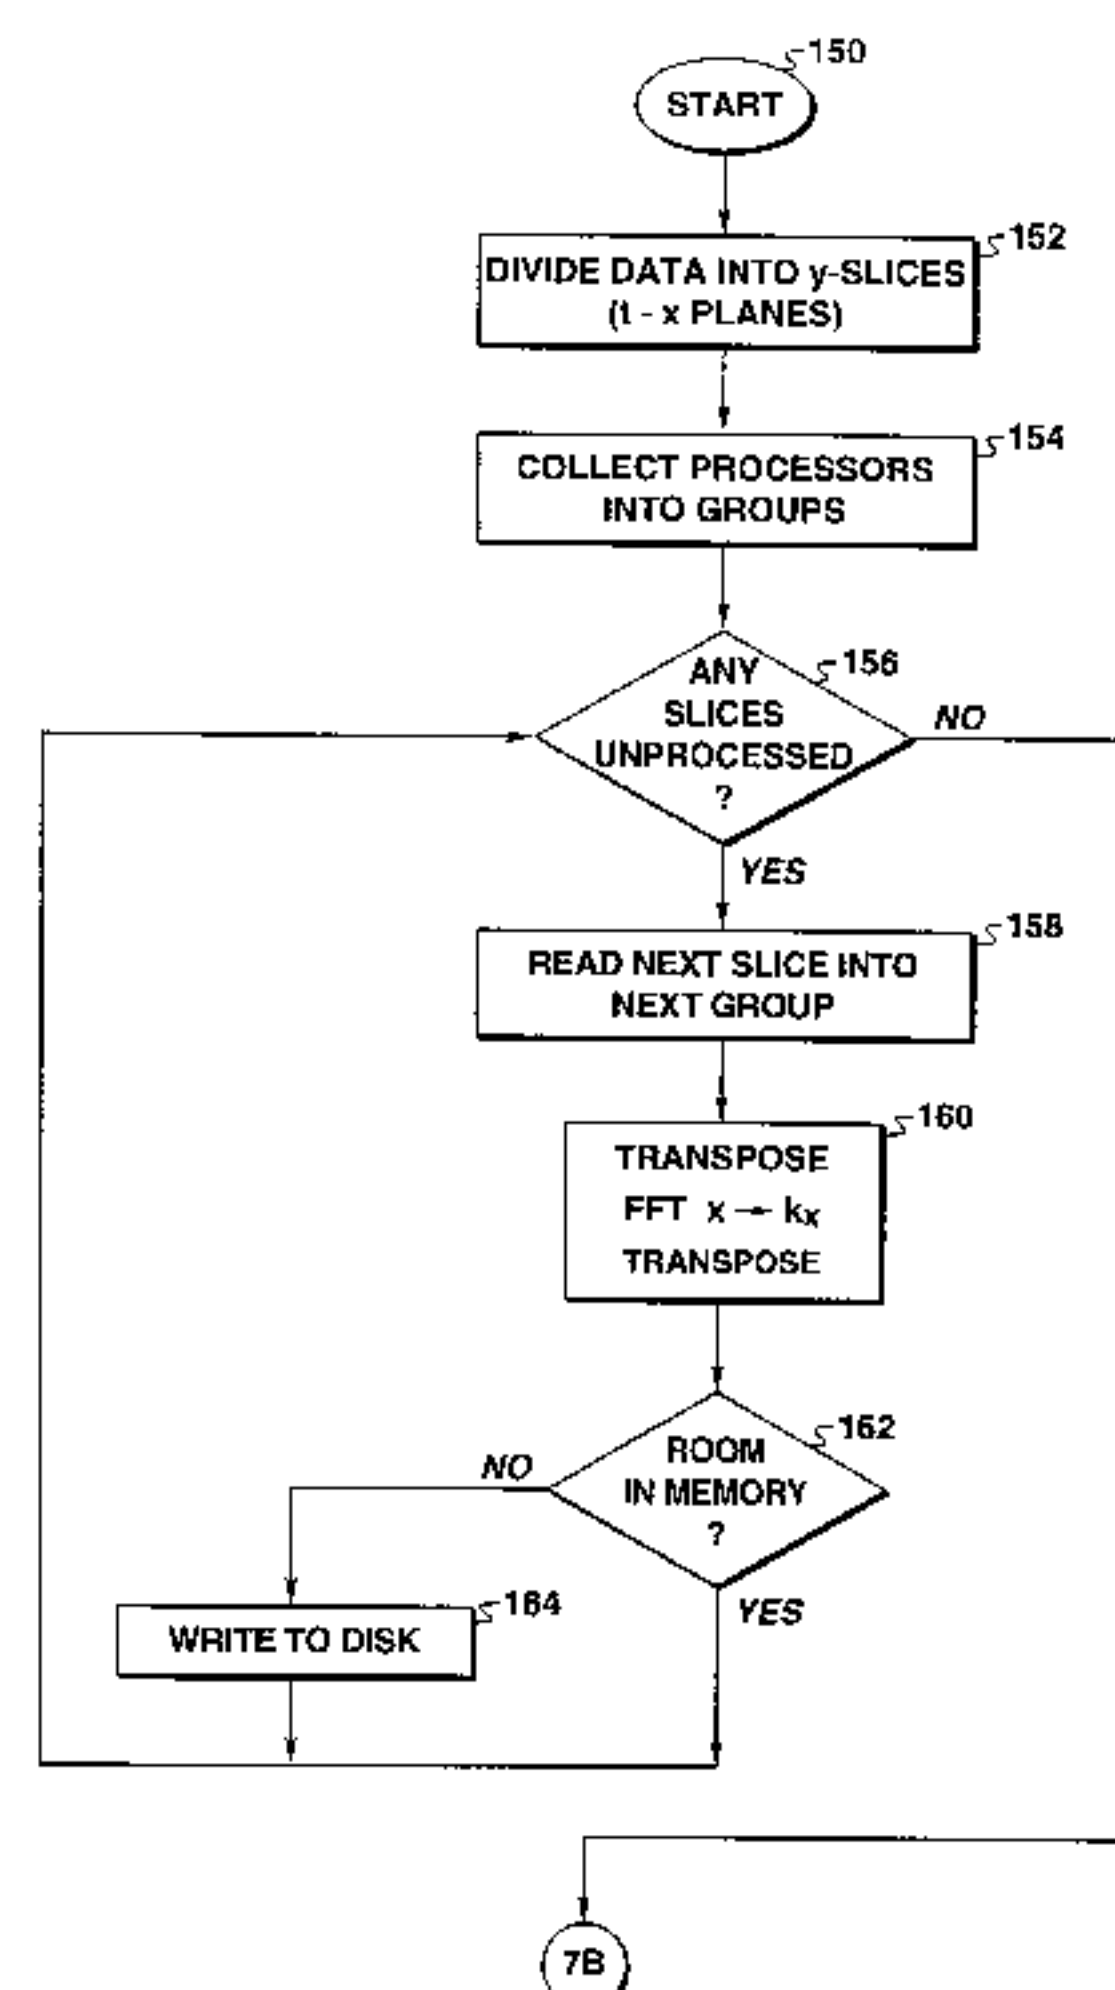 150
START
152
DIVIDE DATA INTO y-SLICES
(t - x PLANES)
154
COLLECT PROCESSORS
INTO GROUPS
156
ANY
SLICES
UNPROCESSED
?
NO
YES
158
READ NEXT SLICE INTO
NEXT GROUP
160
TRANSPOSE
FFT x → kx
TRANSPOSE
162
ROOM
IN MEMORY
?
NO
YES
164
WRITE TO DISK
7B